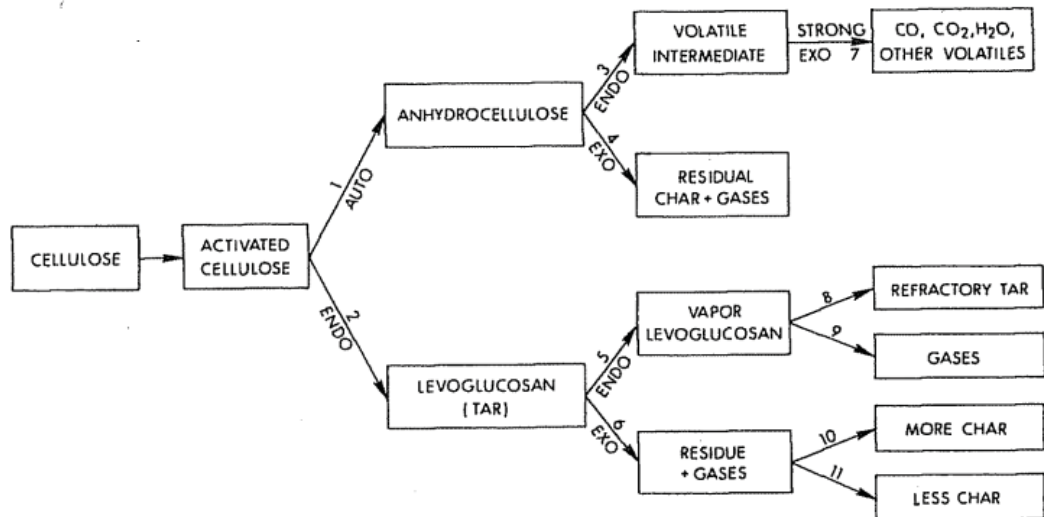 VOLATILE
INTERMEDIATE
STRONG
EXO 7
CO, CO2,H2O,
OTHER VOLATILES
3
ENDO
ANHYDROCELLULOSE
4
EXO
RESIDUAL
CHAR + GASES
1
AUTO
CELLULOSE
ACTIVATED
CELLULOSE
2
ENDO
VAPOR
LEVOGLUCOSAN
8
REFRACTORY TAR
9
GASES
5
ENDO
LEVOGLUCOSAN
(TAR)
6
EXO
RESIDUE
+ GASES
10
MORE CHAR
11
LESS CHAR